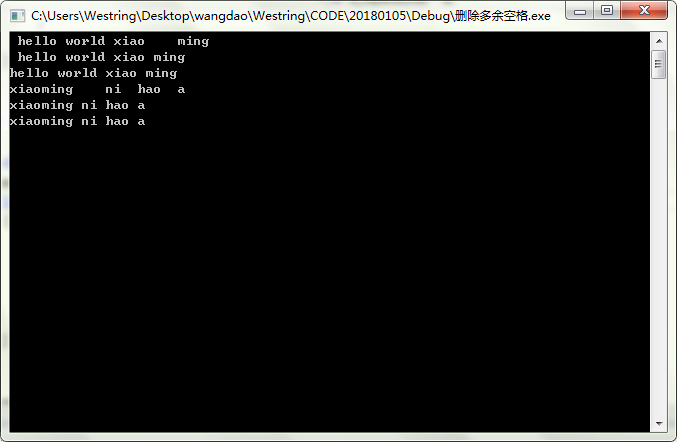 C:\Users\Westring\Desktop\wangdao\Westring\CODE\20180105\Debug\删除多余空格.exe
 hello world xiao    ming
 hello world xiao ming
hello world xiao ming
xiaoming    ni  hao  a
xiaoming ni hao a
xiaoming ni hao a